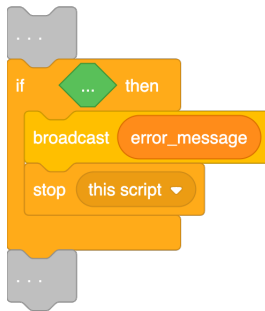 . . .
if ... then
broadcast error_message
stop this script
. . .